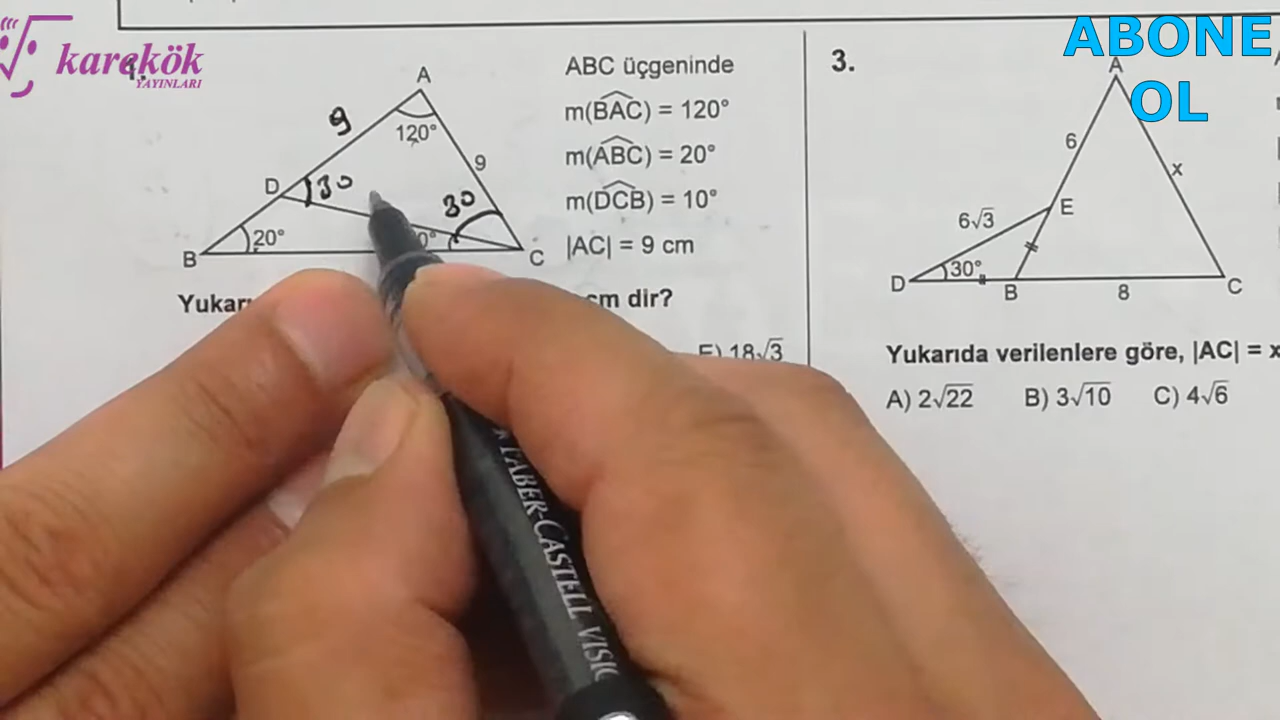 karekök
YAYINLARI
ABONE
OL
4.
A
9
120°
9
D
30
30
B
20°
0°
C
ABC üçgeninde
m(BAC) = 120°
m(ABC) = 20°
m(DCB) = 10°
|AC| = 9 cm
cm dir?
E) 18√3
FABER-CASTELL
3.
A
6
x
6√3
E
D
30°
B
8
C
Yukarıda verilenlere göre, |AC| = x
A) 2√22 B) 3√10 C) 4√6